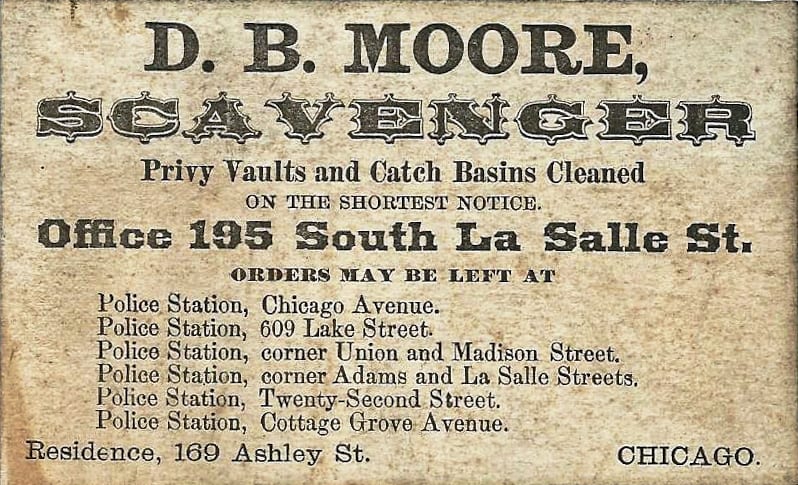 D. B. MOORE,
SCAVENGER
Privy Vaults and Catch Basins Cleaned
ON THE SHORTEST NOTICE.
Office 195 South La Salle St.
ORDERS MAY BE LEFT AT
Police Station, Chicago Avenue.
Police Station, 609 Lake Street.
Police Station, corner Union and Madison Street.
Police Station, corner Adams and La Salle Streets.
Police Station, Twenty-Second Street.
Police Station, Cottage Grove Avenue.
Residence, 169 Ashley St. CHICAGO.